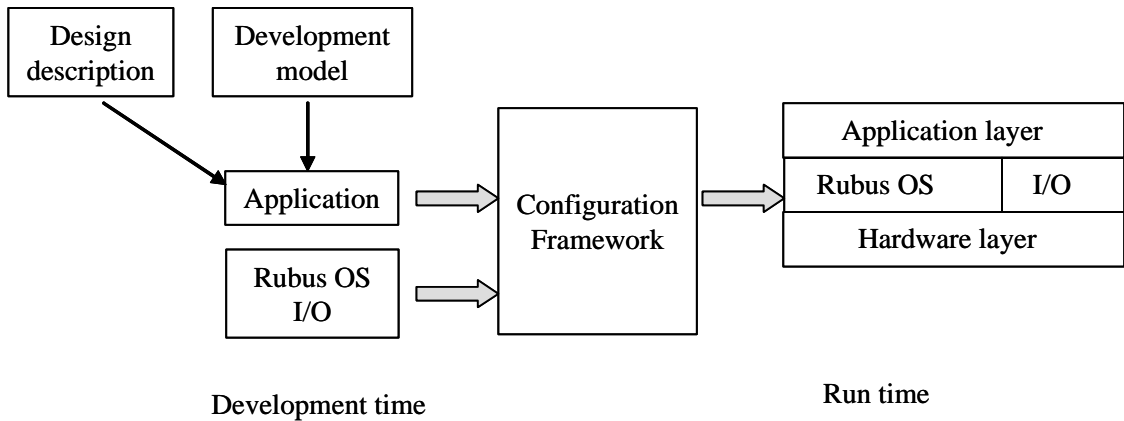 Design
description
Development
model
Application
Rubus OS
I/O
Configuration
Framework
Application layer
Rubus OS
I/O
Hardware layer
Development time
Run time